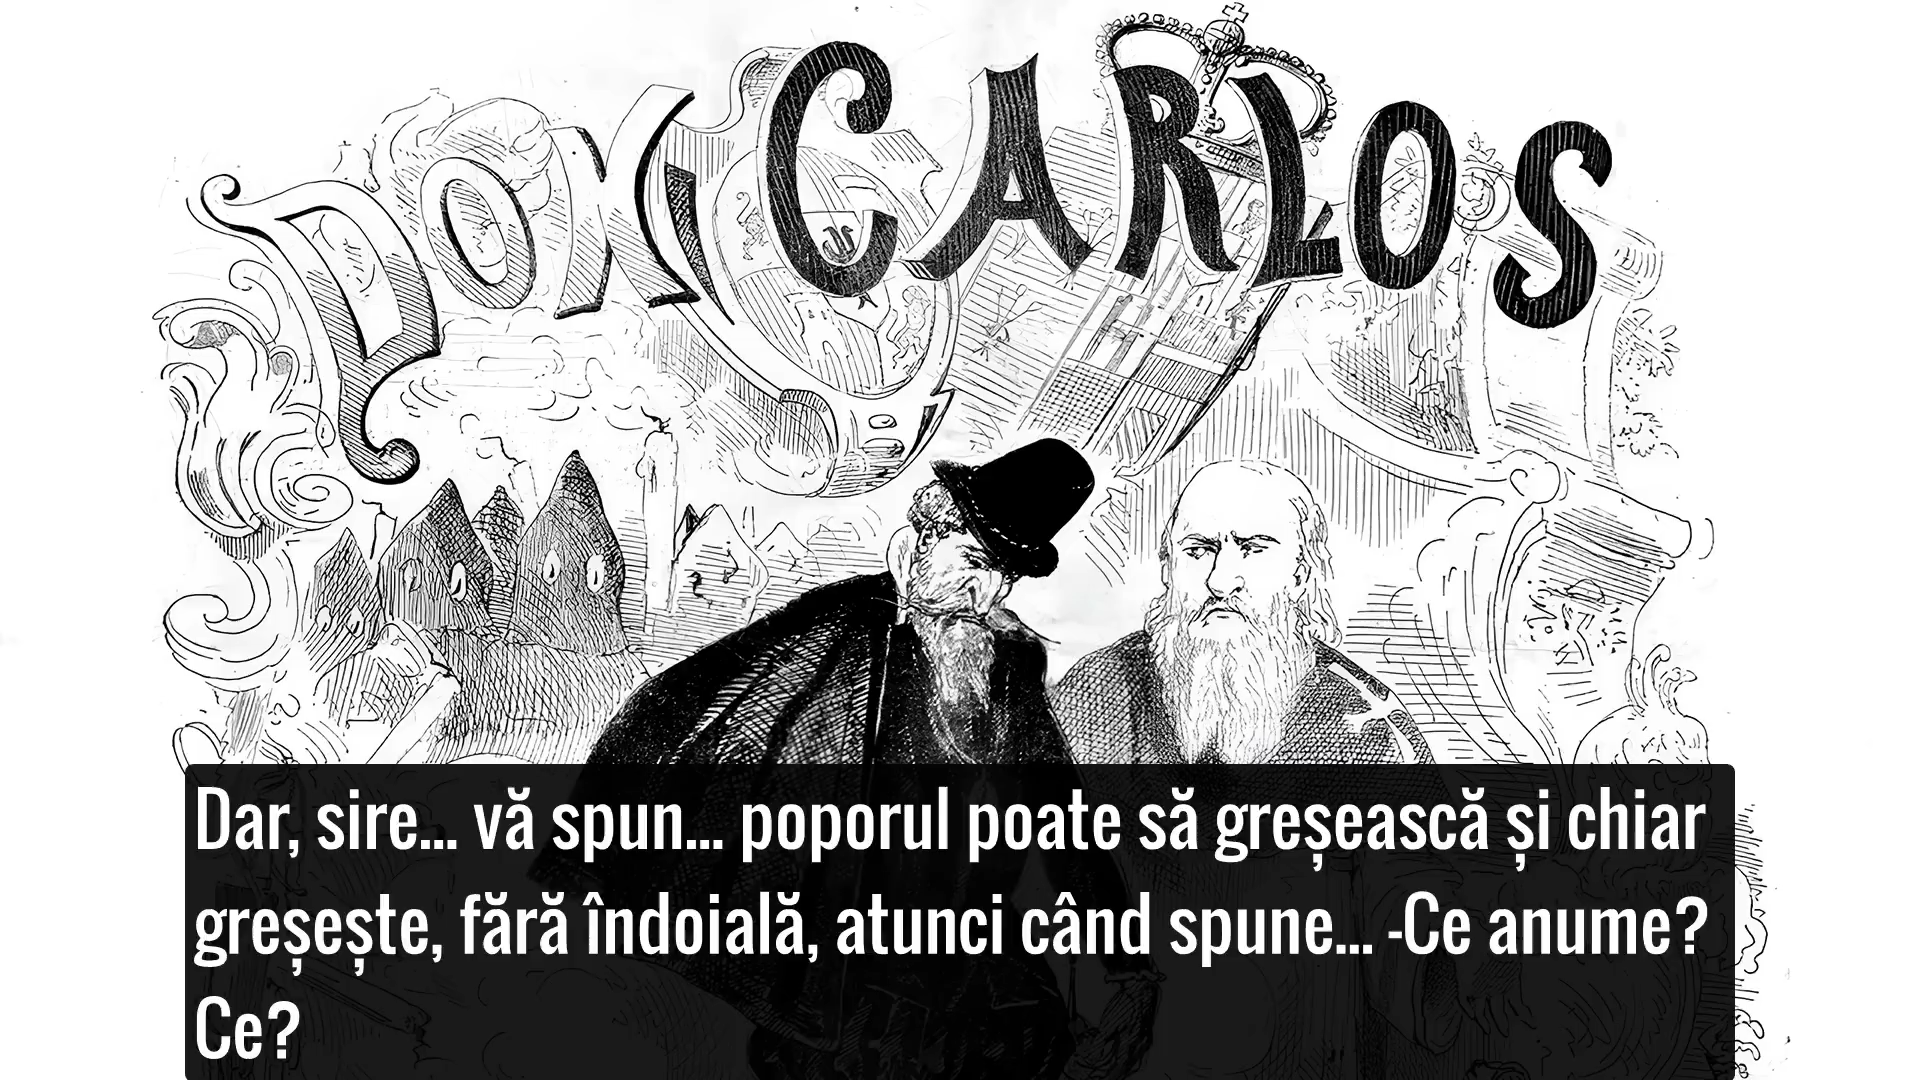 DON CARLOS
Dar, sire... vă spun... poporul poate să greșească și chiar
greșește, fără îndoială, atunci când spune... -Ce anume?
Ce?